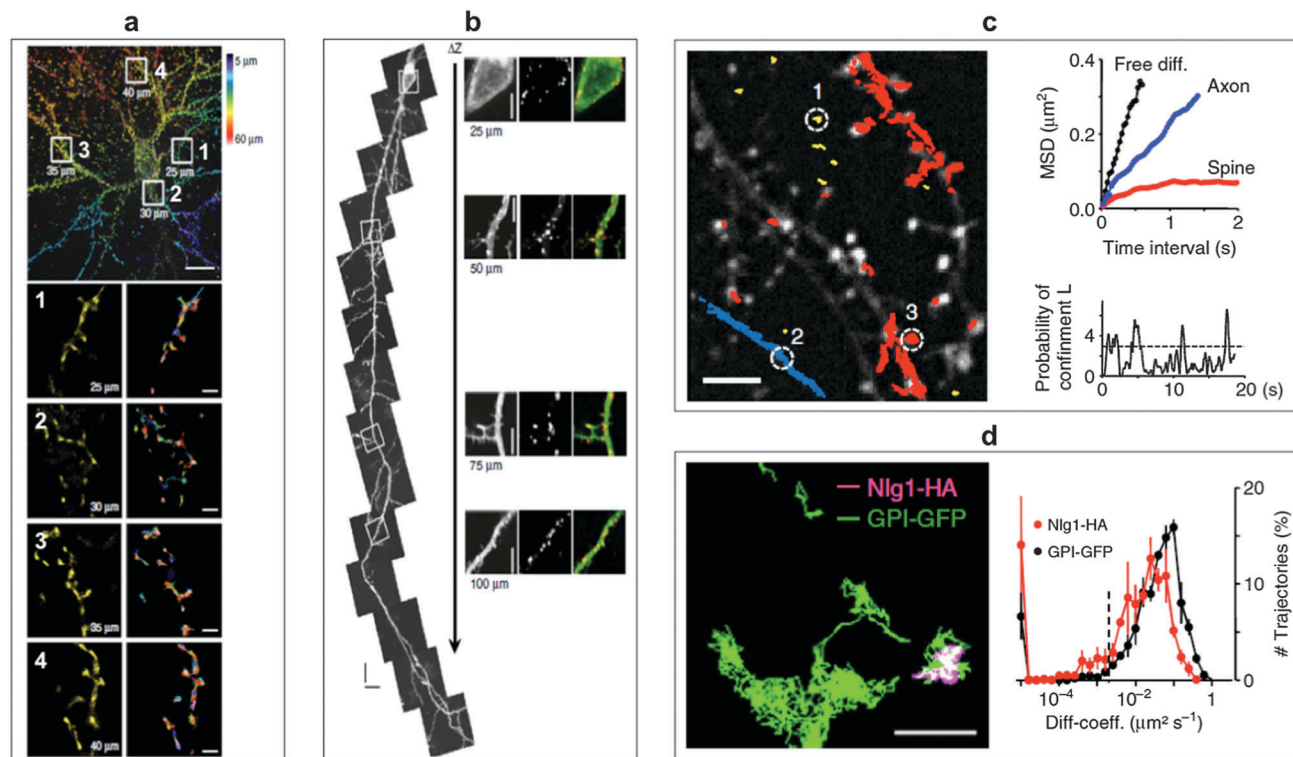 a
4
40 µm
3
35 µm
1
25 µm
2
30 µm
5 µm
60 µm
1
25 µm
2
30 µm
3
35 µm
4
40 µm
b
ΔZ
25 µm
50 µm
75 µm
100 µm
c
1
2
3
0.4
0.2
0.0
MSD (µm²)
Free diff.
Axon
Spine
0 1 2
Time interval (s)
Probability of
confinment L
4
0
0 10 20 (s)
d
Nlg1-HA
GPI-GFP
Nlg1-HA
GPI-GFP
20
10
0
# Trajectories (%)
10⁻⁴ 10⁻² 1
Diff-coeff. (µm² s⁻¹)